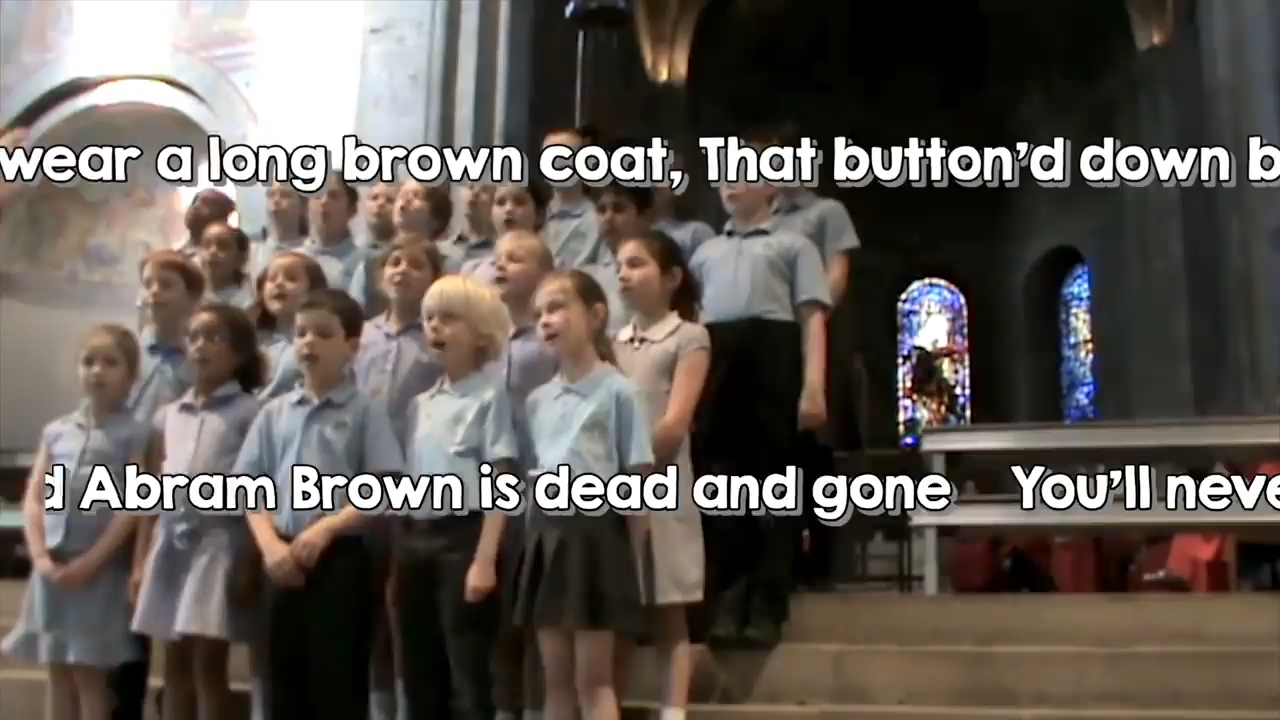 wear a long brown coat, That button'd down b
d Abram Brown is dead and gone You'll neve